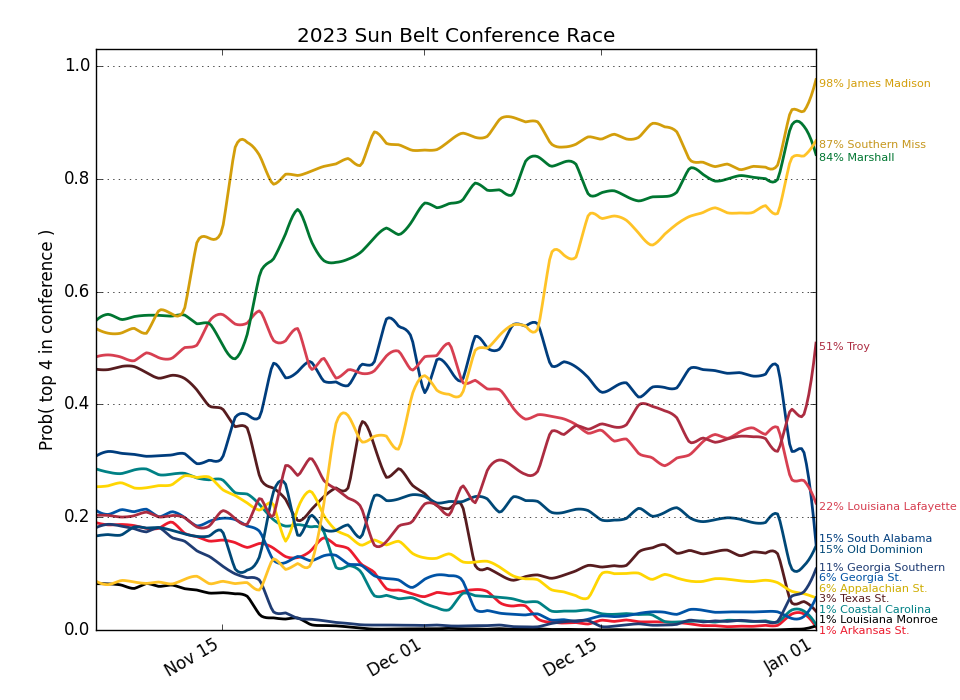 2023 Sun Belt Conference Race
Prob( top 4 in conference )
1.0
0.8
0.6
0.4
0.2
0.0
Nov 15
Dec 01
Dec 15
Jan 01
98% James Madison
87% Southern Miss
84% Marshall
51% Troy
22% Louisiana Lafayette
15% South Alabama
15% Old Dominion
11% Georgia Southern
6% Georgia St.
6% Appalachian St.
3% Texas St.
1% Coastal Carolina
1% Louisiana Monroe
1% Arkansas St.